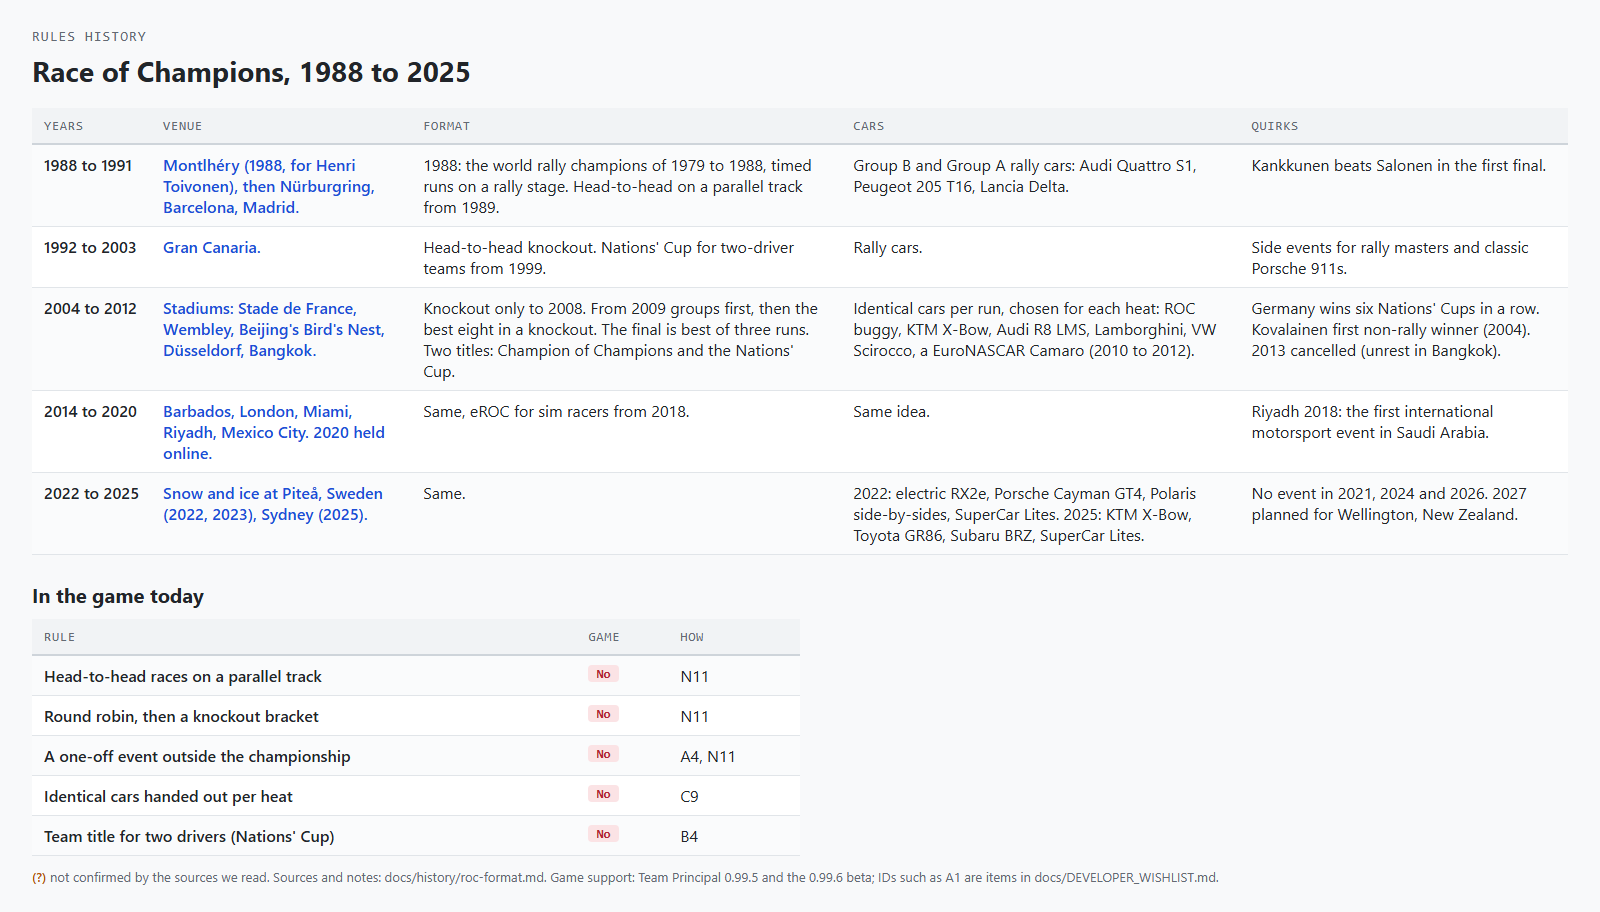 RULES HISTORY
Race of Champions, 1988 to 2025
YEARS VENUE FORMAT CARS QUIRKS
1988 to 1991
Montlhéry (1988, for Henri
Toivonen), then Nürburgring,
Barcelona, Madrid.
1988: the world rally champions of 1979 to 1988, timed
runs on a rally stage. Head-to-head on a parallel track
from 1989.
Group B and Group A rally cars: Audi Quattro S1,
Peugeot 205 T16, Lancia Delta.
Kankkunen beats Salonen in the first final.
1992 to 2003
Gran Canaria.
Head-to-head knockout. Nations' Cup for two-driver
teams from 1999.
Rally cars.
Side events for rally masters and classic
Porsche 911s.
2004 to 2012
Stadiums: Stade de France,
Wembley, Beijing's Bird's Nest,
Düsseldorf, Bangkok.
Knockout only to 2008. From 2009 groups first, then the
best eight in a knockout. The final is best of three runs.
Two titles: Champion of Champions and the Nations'
Cup.
Identical cars per run, chosen for each heat: ROC
buggy, KTM X-Bow, Audi R8 LMS, Lamborghini, VW
Scirocco, a EuroNASCAR Camaro (2010 to 2012).
Germany wins six Nations' Cups in a row.
Kovalainen first non-rally winner (2004).
2013 cancelled (unrest in Bangkok).
2014 to 2020
Barbados, London, Miami,
Riyadh, Mexico City. 2020 held
online.
Same, eROC for sim racers from 2018.
Same idea.
Riyadh 2018: the first international
motorsport event in Saudi Arabia.
2022 to 2025
Snow and ice at Piteå, Sweden
(2022, 2023), Sydney (2025).
Same.
2022: electric RX2e, Porsche Cayman GT4, Polaris
side-by-sides, SuperCar Lites. 2025: KTM X-Bow,
Toyota GR86, Subaru BRZ, SuperCar Lites.
No event in 2021, 2024 and 2026. 2027
planned for Wellington, New Zealand.
In the game today
RULE GAME HOW
Head-to-head races on a parallel track No N11
Round robin, then a knockout bracket No N11
A one-off event outside the championship No A4, N11
Identical cars handed out per heat No C9
Team title for two drivers (Nations' Cup) No B4
(?) not confirmed by the sources we read. Sources and notes: docs/history/roc-format.md. Game support: Team Principal 0.99.5 and the 0.99.6 beta; IDs such as A1 are items in docs/DEVELOPER_WISHLIST.md.